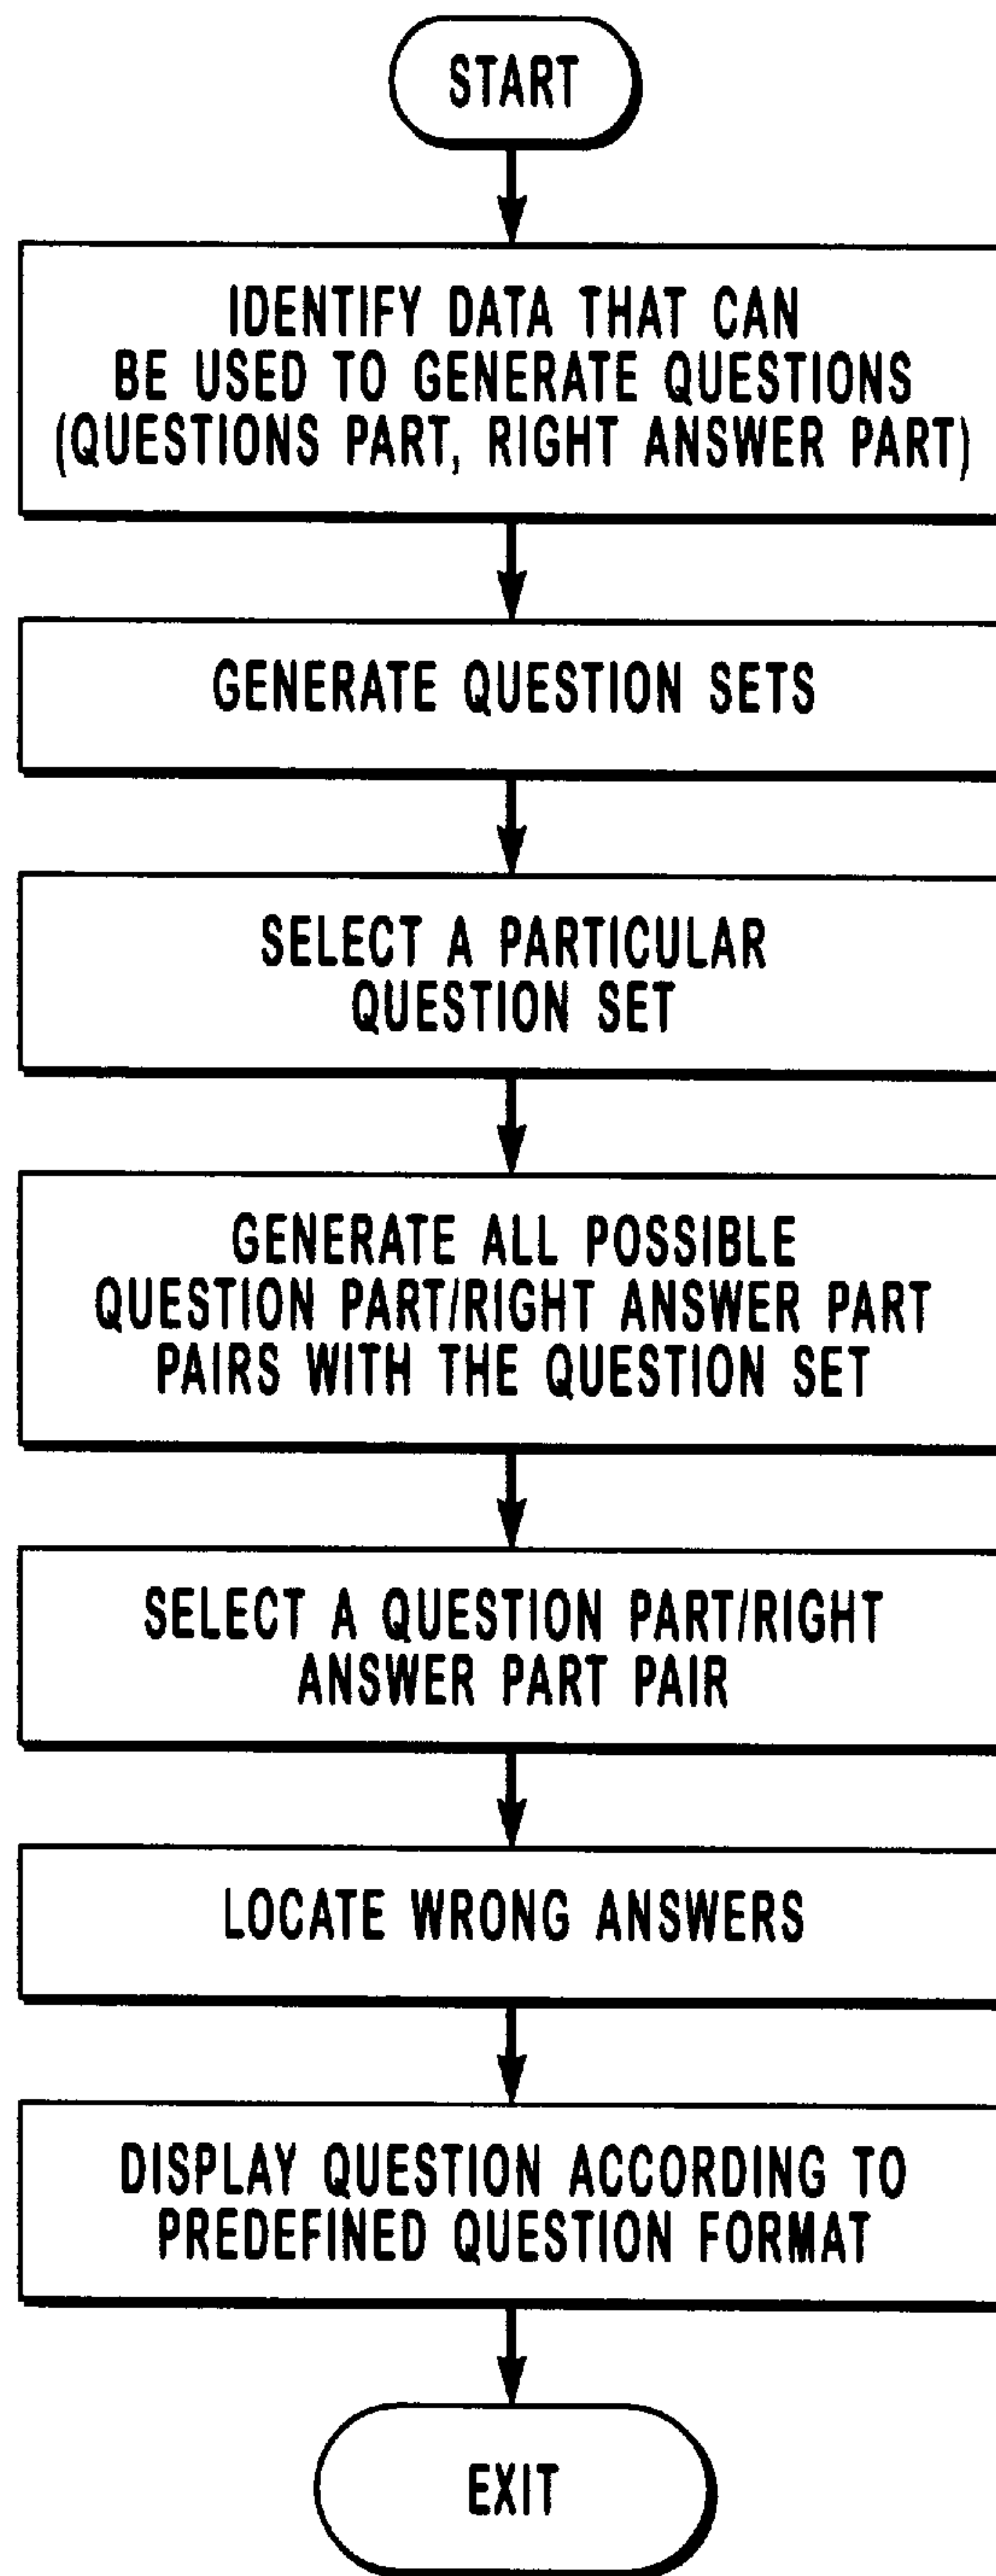 START
IDENTIFY DATA THAT CAN
BE USED TO GENERATE QUESTIONS
(QUESTIONS PART, RIGHT ANSWER PART)
GENERATE QUESTION SETS
SELECT A PARTICULAR
QUESTION SET
GENERATE ALL POSSIBLE
QUESTION PART/RIGHT ANSWER PART
PAIRS WITH THE QUESTION SET
SELECT A QUESTION PART/RIGHT
ANSWER PART PAIR
LOCATE WRONG ANSWERS
DISPLAY QUESTION ACCORDING TO
PREDEFINED QUESTION FORMAT
EXIT